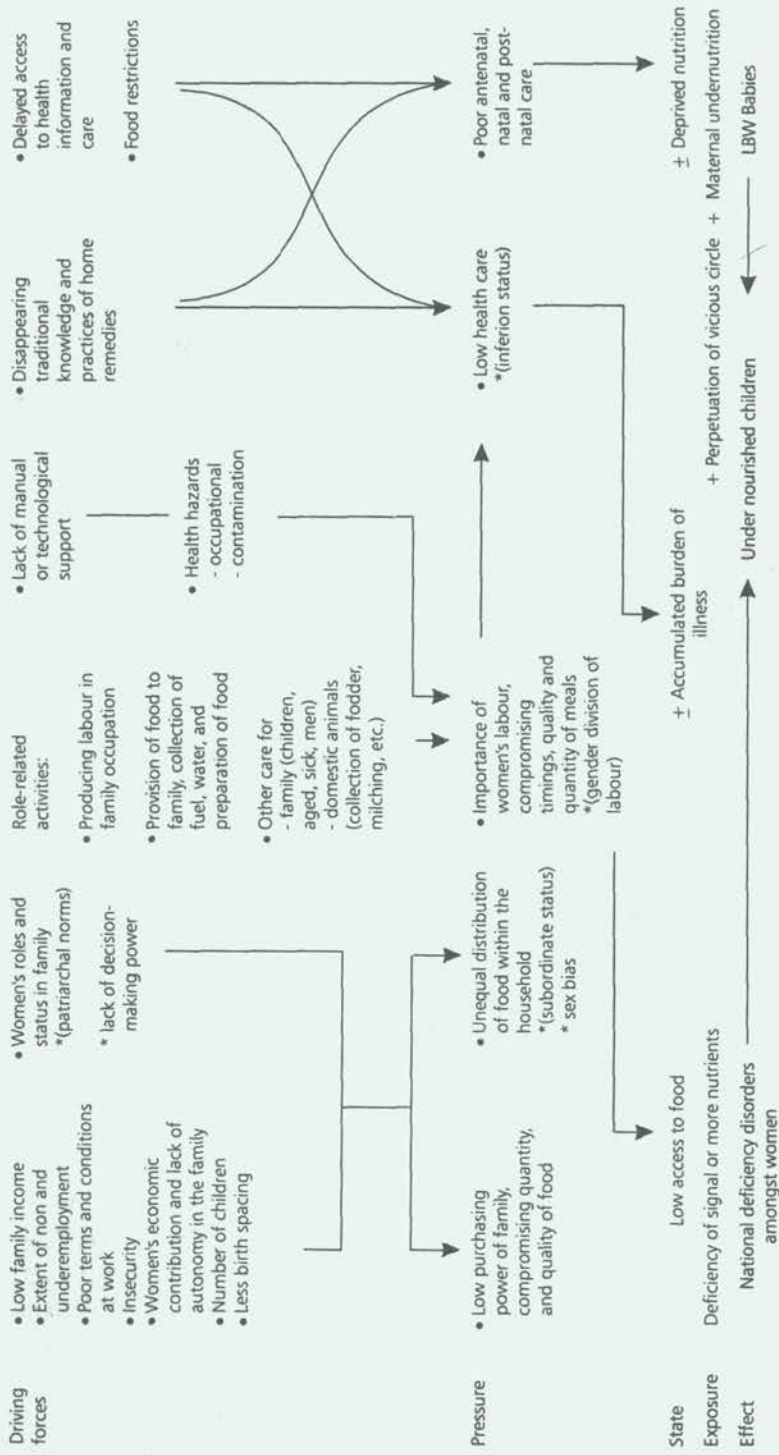 Driving
forces
• Low family income
• Extent of non and
underemployment
• Poor terms and conditions
at work
• Insecurity
• Women's economic
contribution and lack of
autonomy in the family
• Number of children
• Less birth spacing
• Women's roles and
status in family
*(patriarchal norms)
* lack of decision-
making power
Role-related
activities:
• Producing labour in
family occupation
• Provision of food to
family, collection of
fuel, water, and
preparation of food
• Other care for
- family (children,
aged, sick, men)
- domestic animals
(collection of fodder,
milching, etc.)
• Lack of manual
or technological
support
• Health hazards
- occupational
- contamination
• Disappearing
traditional
knowledge and
practices of home
remedies
• Delayed access
to health
information and
care
• Food restrictions
Pressure
• Low purchasing
power of family,
compromising quantity,
and quality of food
• Unequal distribution
of food within the
household
*(subordinate status)
* sex bias
• Importance of
women's labour,
compromising
timings, quality and
quantity of meals
*(gender division of
labour)
• Low health care
*(inferion status)
• Poor antenatal,
natal and post-
natal care
State
Low access to food
± Accumulated burden of
illness
± Deprived nutrition
Exposure
Deficiency of signal or more nutrients
+ Perpetuation of vicious circle + Maternal undernutrition
Effect
National deficiency disorders
amongst women
Under nourished children
LBW Babies